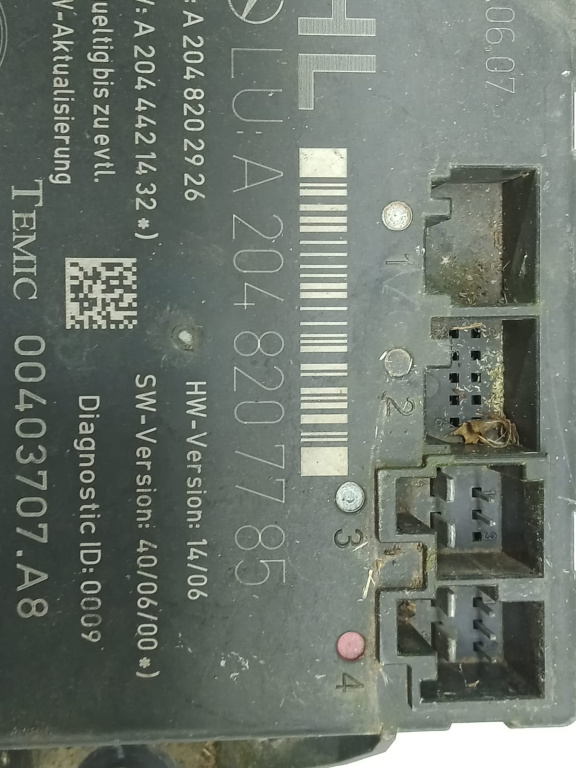 .06.07
HL
LU: A 204 820 77 85
: A 204 820 29 26
HW-Version: 14/06
: A 204 442 14 32 *)
SW-Version: 40/06/00 *)
ueltig bis zu evtl.
Diagnostic ID: 0009
W-Aktualisierung
TEMIC 00403707.A8
1
2
3
4